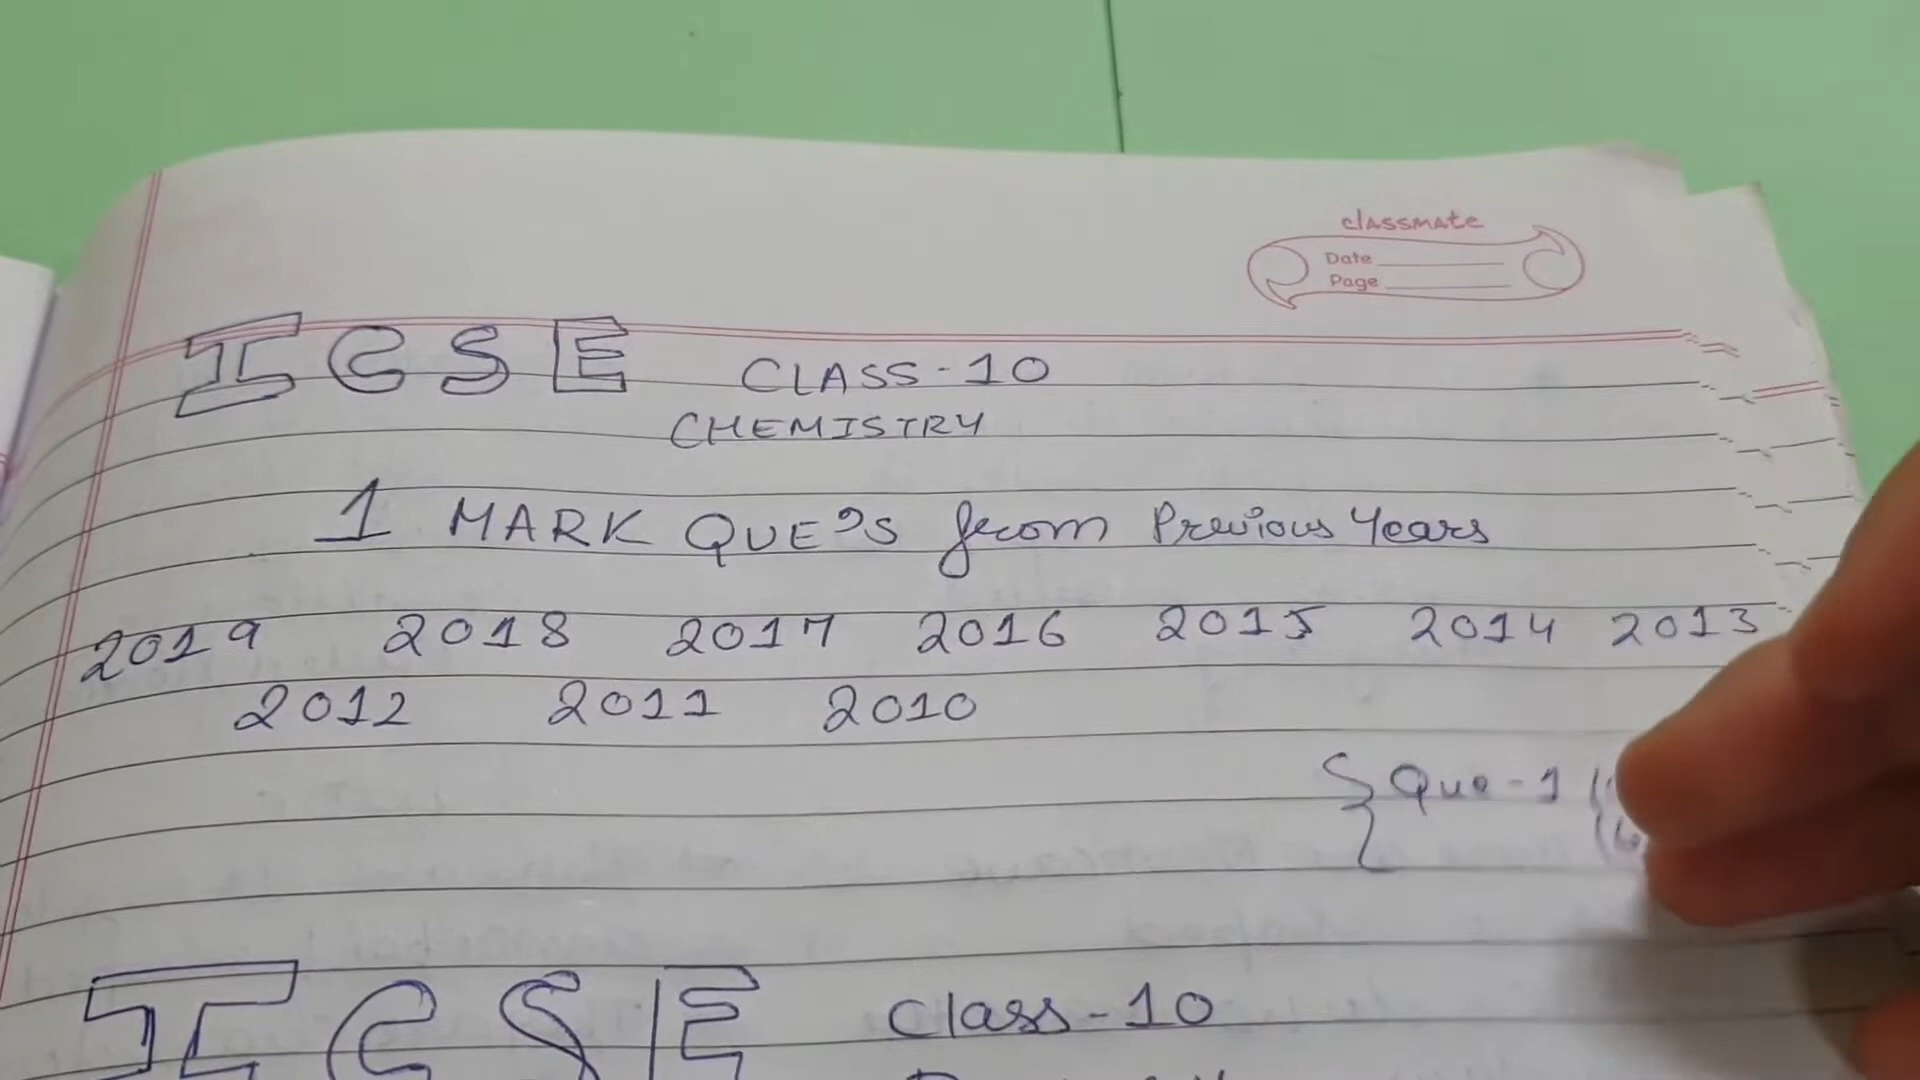 classmate
Date
Page
ICSE CLASS-10
CHEMISTRY
1 MARK QUE'S from Previous Years
2019 2018 2017 2016 2015 2014 2013
2012 2011 2010
Que-1
ICSE Class-10